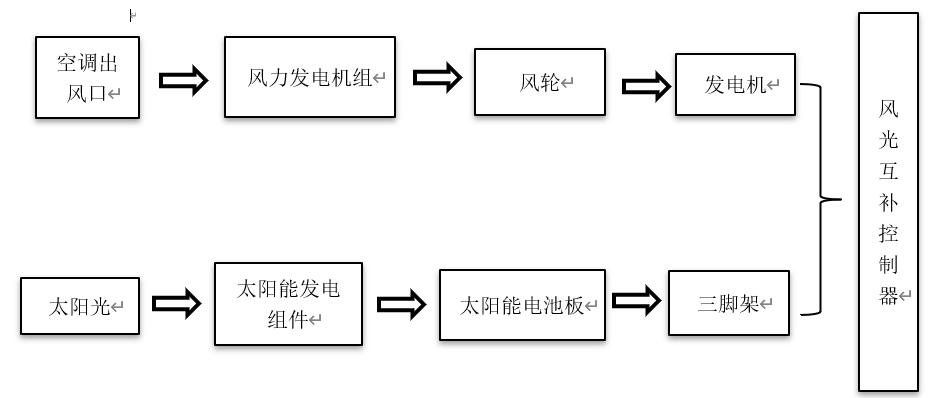 空调出
风口
风力发电机组
风轮
发电机
太阳光
太阳能发电
组件
太阳能电池板
三脚架
风
光
互
补
控
制
器